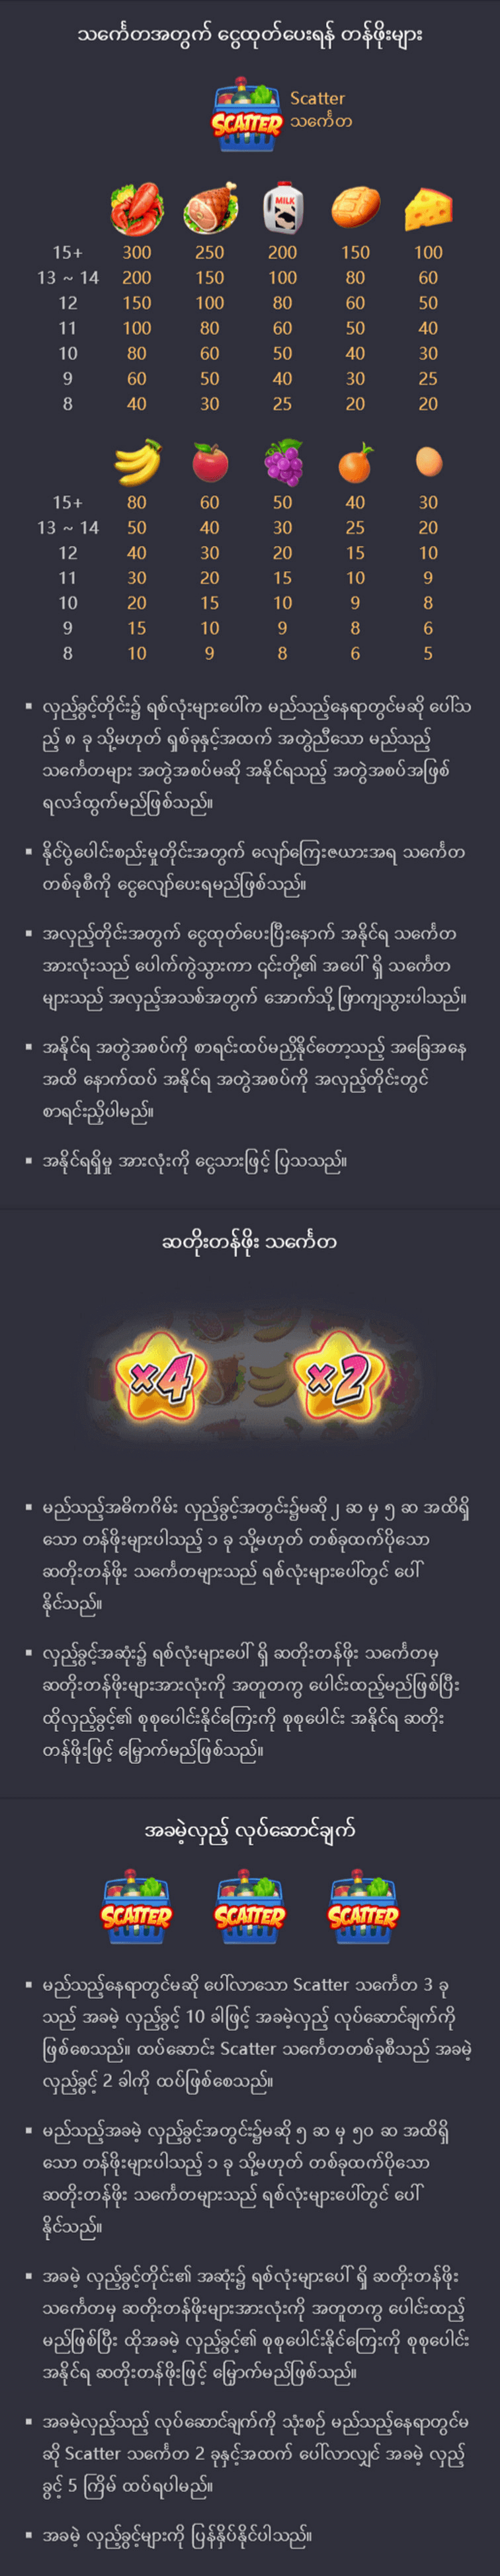 သင်္ကေတအတွက် ငွေထုတ်ပေးရန် တန်ဖိုးများ
SCATTER
Scatter
သင်္ကေတ
MILK
15+ 300 250 200 150 100
13 ~ 14 200 150 100 80 60
12 150 100 80 60 50
11 100 80 60 50 40
10 80 60 50 40 30
9 60 50 40 30 25
8 40 30 25 20 20
15+ 80 60 50 40 30
13 ~ 14 50 40 30 25 20
12 40 30 20 15 10
11 30 20 15 10 9
10 20 15 10 9 8
9 15 10 9 8 6
8 10 9 8 6 5
▪ လှည့်ခွင့်တိုင်း၌ ရစ်လုံးများပေါ်က မည်သည့်နေရာတွင်မဆို ပေါ်သ
ည့် ၈ ခု သို့မဟုတ် ရှစ်ခုနှင့်အထက် အတွဲညီသော မည်သည့်
သင်္ကေတများ အတွဲအစပ်မဆို အနိုင်ရသည့် အတွဲအစပ်အဖြစ်
ရလဒ်ထွက်မည်ဖြစ်သည်။
▪ နိုင်ပွဲပေါင်းစည်းမှုတိုင်းအတွက် လျော်ကြေးဇယားအရ သင်္ကေတ
တစ်ခုစီကို ငွေလျော်ပေးရမည်ဖြစ်သည်။
▪ အလှည့်တိုင်းအတွက် ငွေထုတ်ပေးပြီးနောက် အနိုင်ရ သင်္ကေတ
အားလုံးသည် ပေါက်ကွဲသွားကာ ၎င်းတို့၏ အပေါ် ရှိ သင်္ကေတ
များသည် အလှည့်အသစ်အတွက် အောက်သို့ ဖြာကျသွားပါသည်။
▪ အနိုင်ရ အတွဲအစပ်ကို စာရင်းထပ်မညှိနိုင်တော့သည့် အခြေအနေ
အထိ နောက်ထပ် အနိုင်ရ အတွဲအစပ်ကို အလှည့်တိုင်းတွင်
စာရင်းညှိပါမည်။
▪ အနိုင်ရရှိမှု အားလုံးကို ငွေသားဖြင့် ပြသသည်။
ဆတိုးတန်ဖိုး သင်္ကေတ
x4 x2
▪ မည်သည့်အဓိကဂိမ်း လှည့်ခွင့်အတွင်း၌မဆို ၂ ဆ မှ ၅ ဆ အထိရှိ
သော တန်ဖိုးများပါသည့် ၁ ခု သို့မဟုတ် တစ်ခုထက်ပိုသော
ဆတိုးတန်ဖိုး သင်္ကေတများသည် ရစ်လုံးများပေါ်တွင် ပေါ်
နိုင်သည်။
▪ လှည့်ခွင့်အဆုံး၌ ရစ်လုံးများပေါ် ရှိ ဆတိုးတန်ဖိုး သင်္ကေတမှ
ဆတိုးတန်ဖိုးများအားလုံးကို အတူတကွ ပေါင်းထည့်မည်ဖြစ်ပြီး
ထိုလှည့်ခွင့်၏ စုစုပေါင်းနိုင်ကြေးကို စုစုပေါင်း အနိုင်ရ ဆတိုး
တန်ဖိုးဖြင့် မြှောက်မည်ဖြစ်သည်။
အခမဲ့လှည့် လုပ်ဆောင်ချက်
SCATTER SCATTER SCATTER
▪ မည်သည့်နေရာတွင်မဆို ပေါ်လာသော Scatter သင်္ကေတ 3 ခု
သည် အခမဲ့ လှည့်ခွင့် 10 ခါဖြင့် အခမဲ့လှည့် လုပ်ဆောင်ချက်ကို
ဖြစ်စေသည်။ ထပ်ဆောင်း Scatter သင်္ကေတတစ်ခုစီသည် အခမဲ့
လှည့်ခွင့် 2 ခါကို ထပ်ဖြစ်စေသည်။
▪ မည်သည့်အခမဲ့ လှည့်ခွင့်အတွင်း၌မဆို ၅ ဆ မှ ၅၀ ဆ အထိရှိ
သော တန်ဖိုးများပါသည့် ၁ ခု သို့မဟုတ် တစ်ခုထက်ပိုသော
ဆတိုးတန်ဖိုး သင်္ကေတများသည် ရစ်လုံးများပေါ်တွင် ပေါ်
နိုင်သည်။
▪ အခမဲ့ လှည့်ခွင့်တိုင်း၏ အဆုံး၌ ရစ်လုံးများပေါ် ရှိ ဆတိုးတန်ဖိုး
သင်္ကေတမှ ဆတိုးတန်ဖိုးများအားလုံးကို အတူတကွ ပေါင်းထည့်
မည်ဖြစ်ပြီး ထိုအခမဲ့ လှည့်ခွင့်၏ စုစုပေါင်းနိုင်ကြေးကို စုစုပေါင်း
အနိုင်ရ ဆတိုးတန်ဖိုးဖြင့် မြှောက်မည်ဖြစ်သည်။
▪ အခမဲ့လှည့်သည့် လုပ်ဆောင်ချက်ကို သုံးစဉ် မည်သည့်နေရာတွင်မ
ဆို Scatter သင်္ကေတ 2 ခုနှင့်အထက် ပေါ်လာလျှင် အခမဲ့ လှည့်
ခွင့် 5 ကြိမ် ထပ်ရပါမည်။
▪ အခမဲ့ လှည့်ခွင့်များကို ပြန်နှိပ်နိုင်ပါသည်။